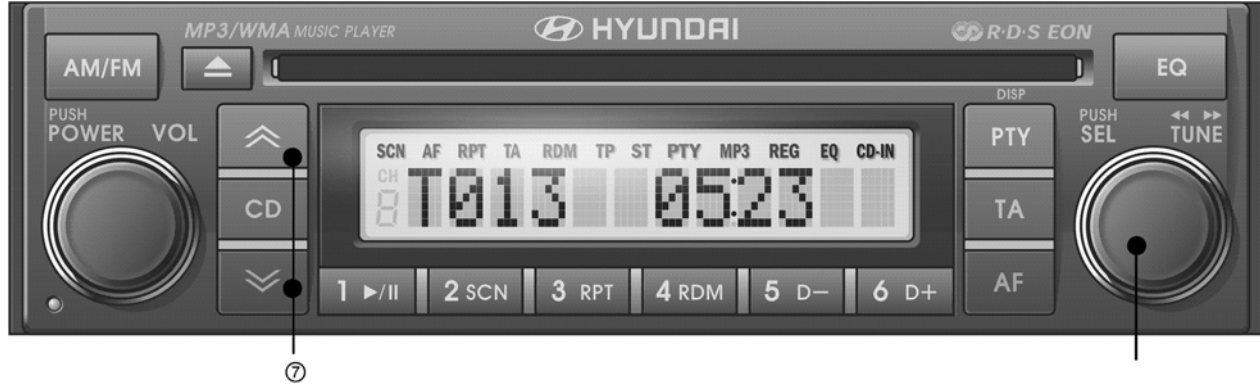 MP3/WMA MUSIC PLAYER
HYUNDAI
R·D·S EON
AM/FM
EQ
PUSH
POWER VOL
DISP
PTY
PUSH
SEL
◄◄ ►►
TUNE
SCN AF RPT TA RDM TP ST PTY MP3 REG EQ CD-IN
CH
8
T013 05:23
CD
TA
AF
1 ►/II
2 SCN
3 RPT
4 RDM
5 D−
6 D+
⑦